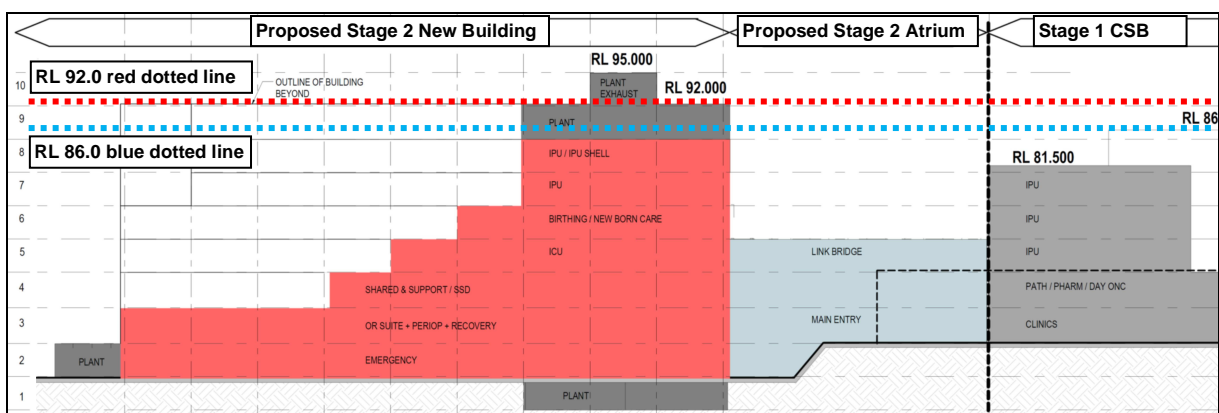 Proposed Stage 2 New Building
Proposed Stage 2 Atrium
Stage 1 CSB
RL 95.000
RL 92.0 red dotted line
10
OUTLINE OF BUILDING
BEYOND
PLANT
EXHAUST
RL 92.000
9
PLANT
RL 86
RL 86.0 blue dotted line
8
IPU / IPU SHELL
RL 81.500
7
IPU
IPU
6
BIRTHING / NEW BORN CARE
IPU
5
ICU
LINK BRIDGE
IPU
4
SHARED & SUPPORT / SSD
PATH / PHARM / DAY ONC
3
OR SUITE + PERIOP + RECOVERY
MAIN ENTRY
CLINICS
2
PLANT
EMERGENCY
1
PLANT